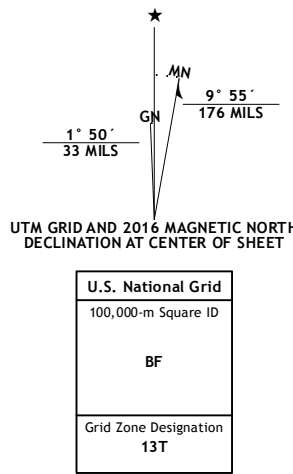 MN
GN
9° 55´
176 MILS
1° 50´
33 MILS
UTM GRID AND 2016 MAGNETIC NORTH
DECLINATION AT CENTER OF SHEET
U.S. National Grid
100,000-m Square ID
BF
Grid Zone Designation
13T